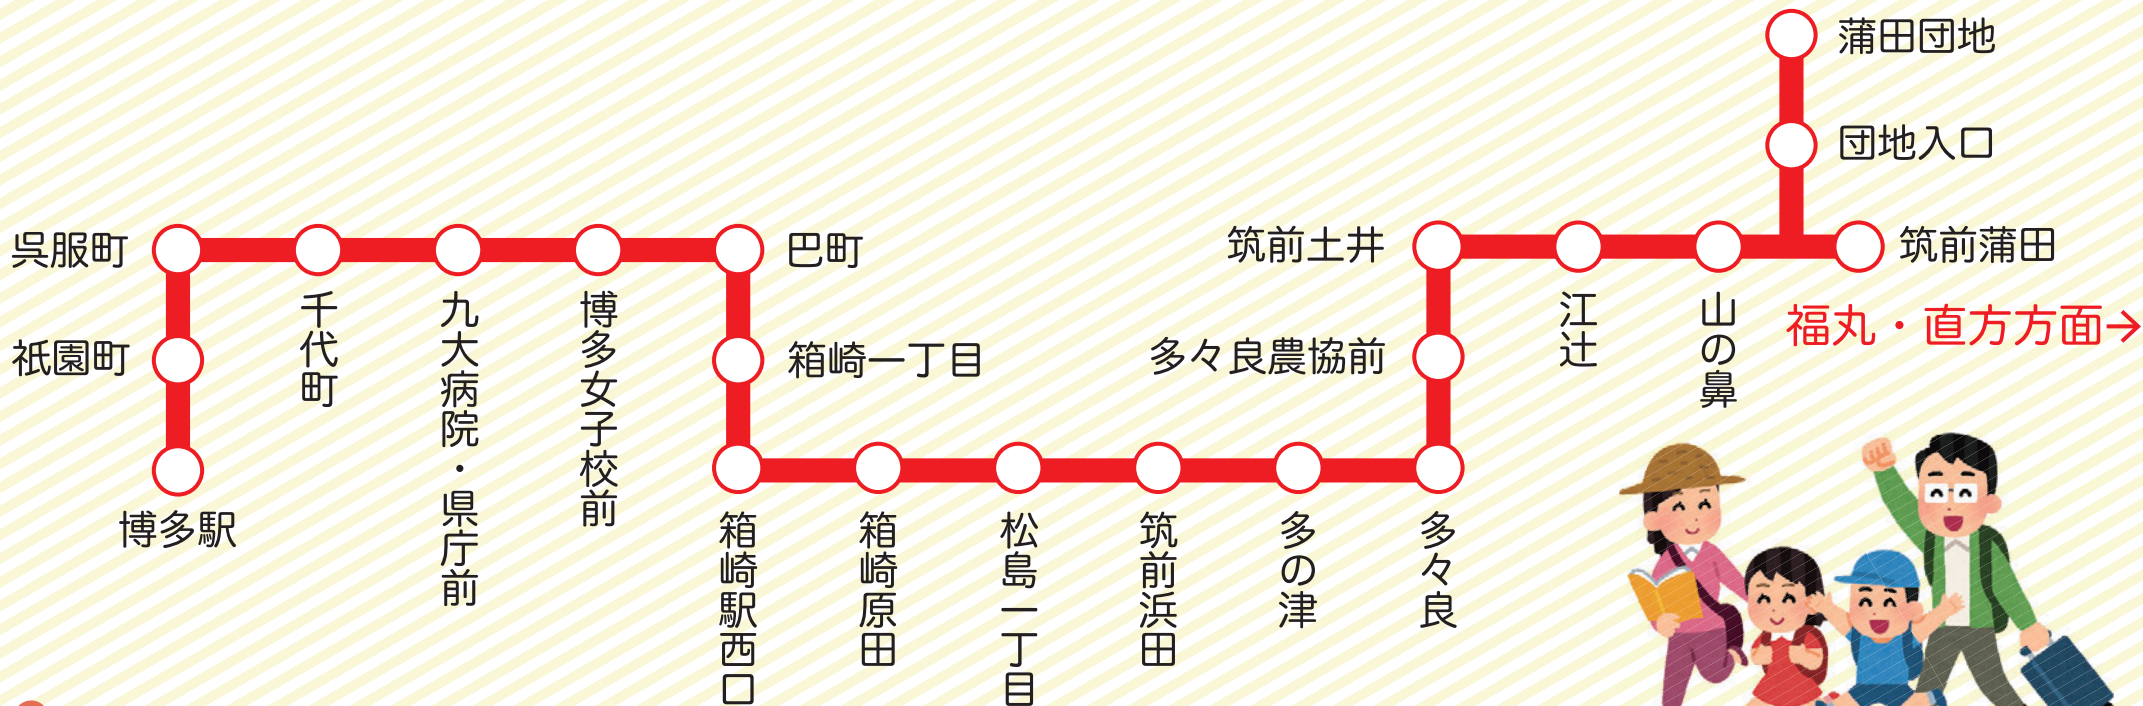 蒲田団地
団地入口
呉服町
巴町
筑前土井
筑前蒲田
千代町
九大病院・県庁前
博多女子校前
江辻
山の鼻
福丸・直方方面→
祇園町
箱崎一丁目
多々良農協前
博多駅
箱崎駅西口
箱崎原田
松島一丁目
筑前浜田
多の津
多々良